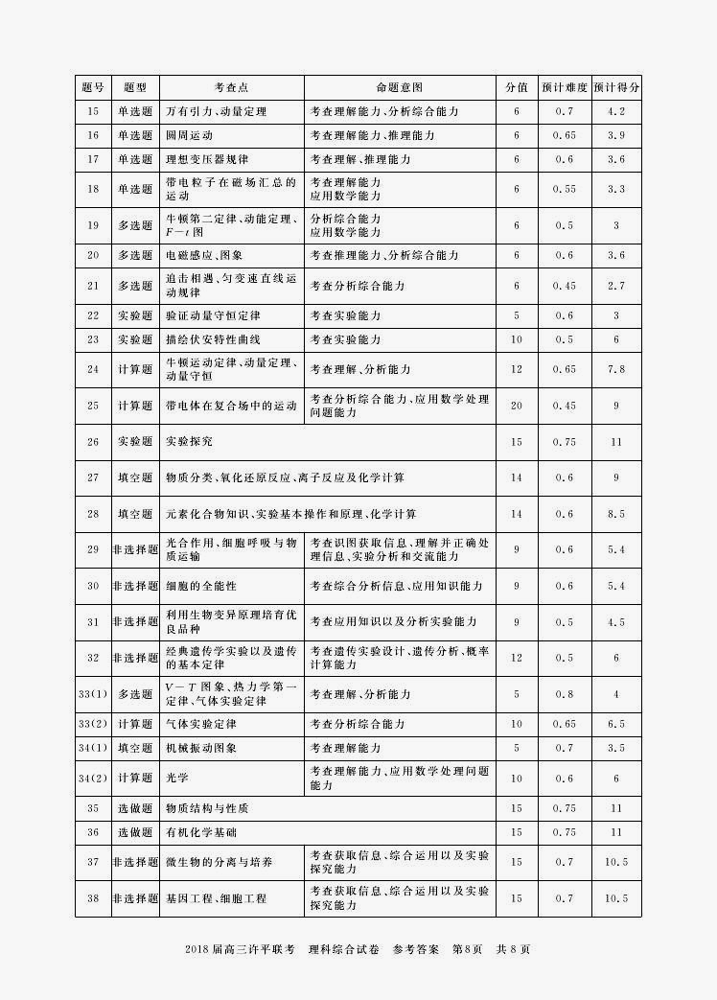 题号 题型 考查点 命题意图 分值 预计难度 预计得分
15 单选题 万有引力、动量定理 考查理解能力、分析综合能力 6 0.7 4.2
16 单选题 圆周运动 考查理解能力、推理能力 6 0.65 3.9
17 单选题 理想变压器规律 考查理解、推理能力 6 0.6 3.6
18 单选题 带电粒子在磁场汇总的 考查理解能力 6 0.55 3.3
运动 应用数学能力
19 多选题 牛顿第二定律、动能定理、 分析综合能力 6 0.5 3
F－t 图 应用数学能力
20 多选题 电磁感应、图象 考查推理能力、分析综合能力 6 0.6 3.6
21 多选题 追击相遇、匀变速直线运 考查分析综合能力 6 0.45 2.7
动规律
22 实验题 验证动量守恒定律 考查实验能力 5 0.6 3
23 实验题 描绘伏安特性曲线 考查实验能力 10 0.5 6
24 计算题 牛顿运动定律、动量定理、 考查理解、分析能力 12 0.65 7.8
动量守恒
25 计算题 带电体在复合场中的运动 考查分析综合能力、应用数学处理 20 0.45 9
问题能力
26 实验题 实验探究 15 0.75 11
27 填空题 物质分类、氧化还原反应、离子反应及化学计算 14 0.6 9
28 填空题 元素化合物知识、实验基本操作和原理、化学计算 14 0.6 8.5
29 非选择题 光合作用、细胞呼吸与物 考查识图获取信息、理解并正确处 9 0.6 5.4
质运输 理信息、实验分析和交流能力
30 非选择题 细胞的全能性 考查综合分析信息、应用知识能力 9 0.6 5.4
31 非选择题 利用生物变异原理培育优 考查应用知识以及分析实验能力 9 0.5 4.5
良品种
32 非选择题 经典遗传学实验以及遗传 考查遗传实验设计、遗传分析、概率 12 0.5 6
的基本定律 计算能力
33(1) 多选题 V－T 图象、热力学第一 考查理解、分析能力 5 0.8 4
定律、气体实验定律
33(2) 计算题 气体实验定律 考查分析综合能力 10 0.65 6.5
34(1) 填空题 机械振动图象 考查理解能力 5 0.7 3.5
34(2) 计算题 光学 考查理解能力、应用数学处理问题 10 0.6 6
能力
35 选做题 物质结构与性质 15 0.75 11
36 选做题 有机化学基础 15 0.75 11
37 非选择题 微生物的分离与培养 考查获取信息、综合运用以及实验 15 0.7 10.5
探究能力
38 非选择题 基因工程、细胞工程 考查获取信息、综合运用以及实验 15 0.7 10.5
探究能力
2018 届高三许平联考 理科综合试卷 参考答案 第8页 共 8 页